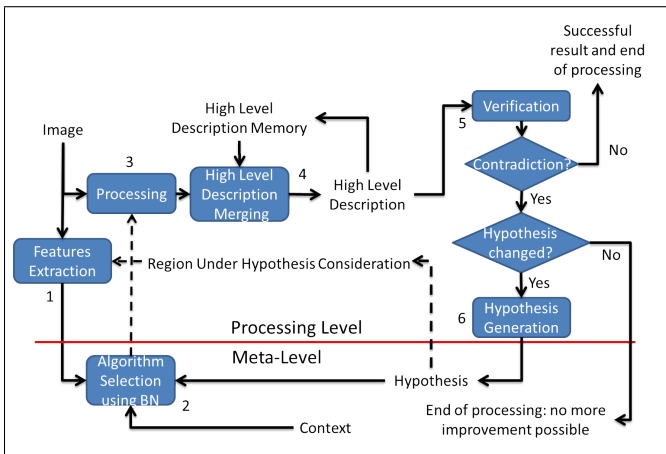 Successful
result and end
of processing
Image
High Level
Description Memory
5
Verification
3
Processing
High Level
Description
Merging
4
High Level
Description
Contradiction?
No
Yes
Features
Extraction
1
Region Under Hypothesis Consideration
Hypothesis
changed?
No
Yes
6
Hypothesis
Generation
Processing Level
Meta-Level
Algorithm
Selection
using BN
2
Hypothesis
Context
End of processing: no more
improvement possible